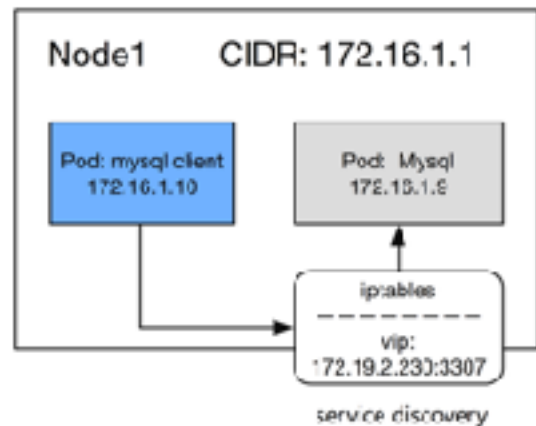 Node1 CIDR: 172.16.1.1
Pod: mysql client
172.16.1.10
Pod: Mysql
172.16.1.9
iptables
vip:
172.19.2.230:3307
service discovery